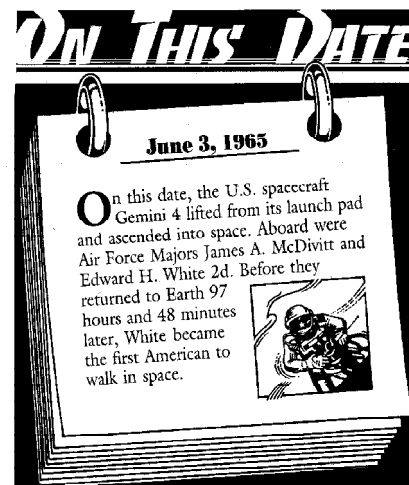 ON THIS DATE
June 3, 1965
On this date, the U.S. spacecraft
Gemini 4 lifted from its launch pad
and ascended into space. Aboard were
Air Force Majors James A. McDivitt and
Edward H. White 2d. Before they
returned to Earth 97
hours and 48 minutes
later, White became
the first American to
walk in space.